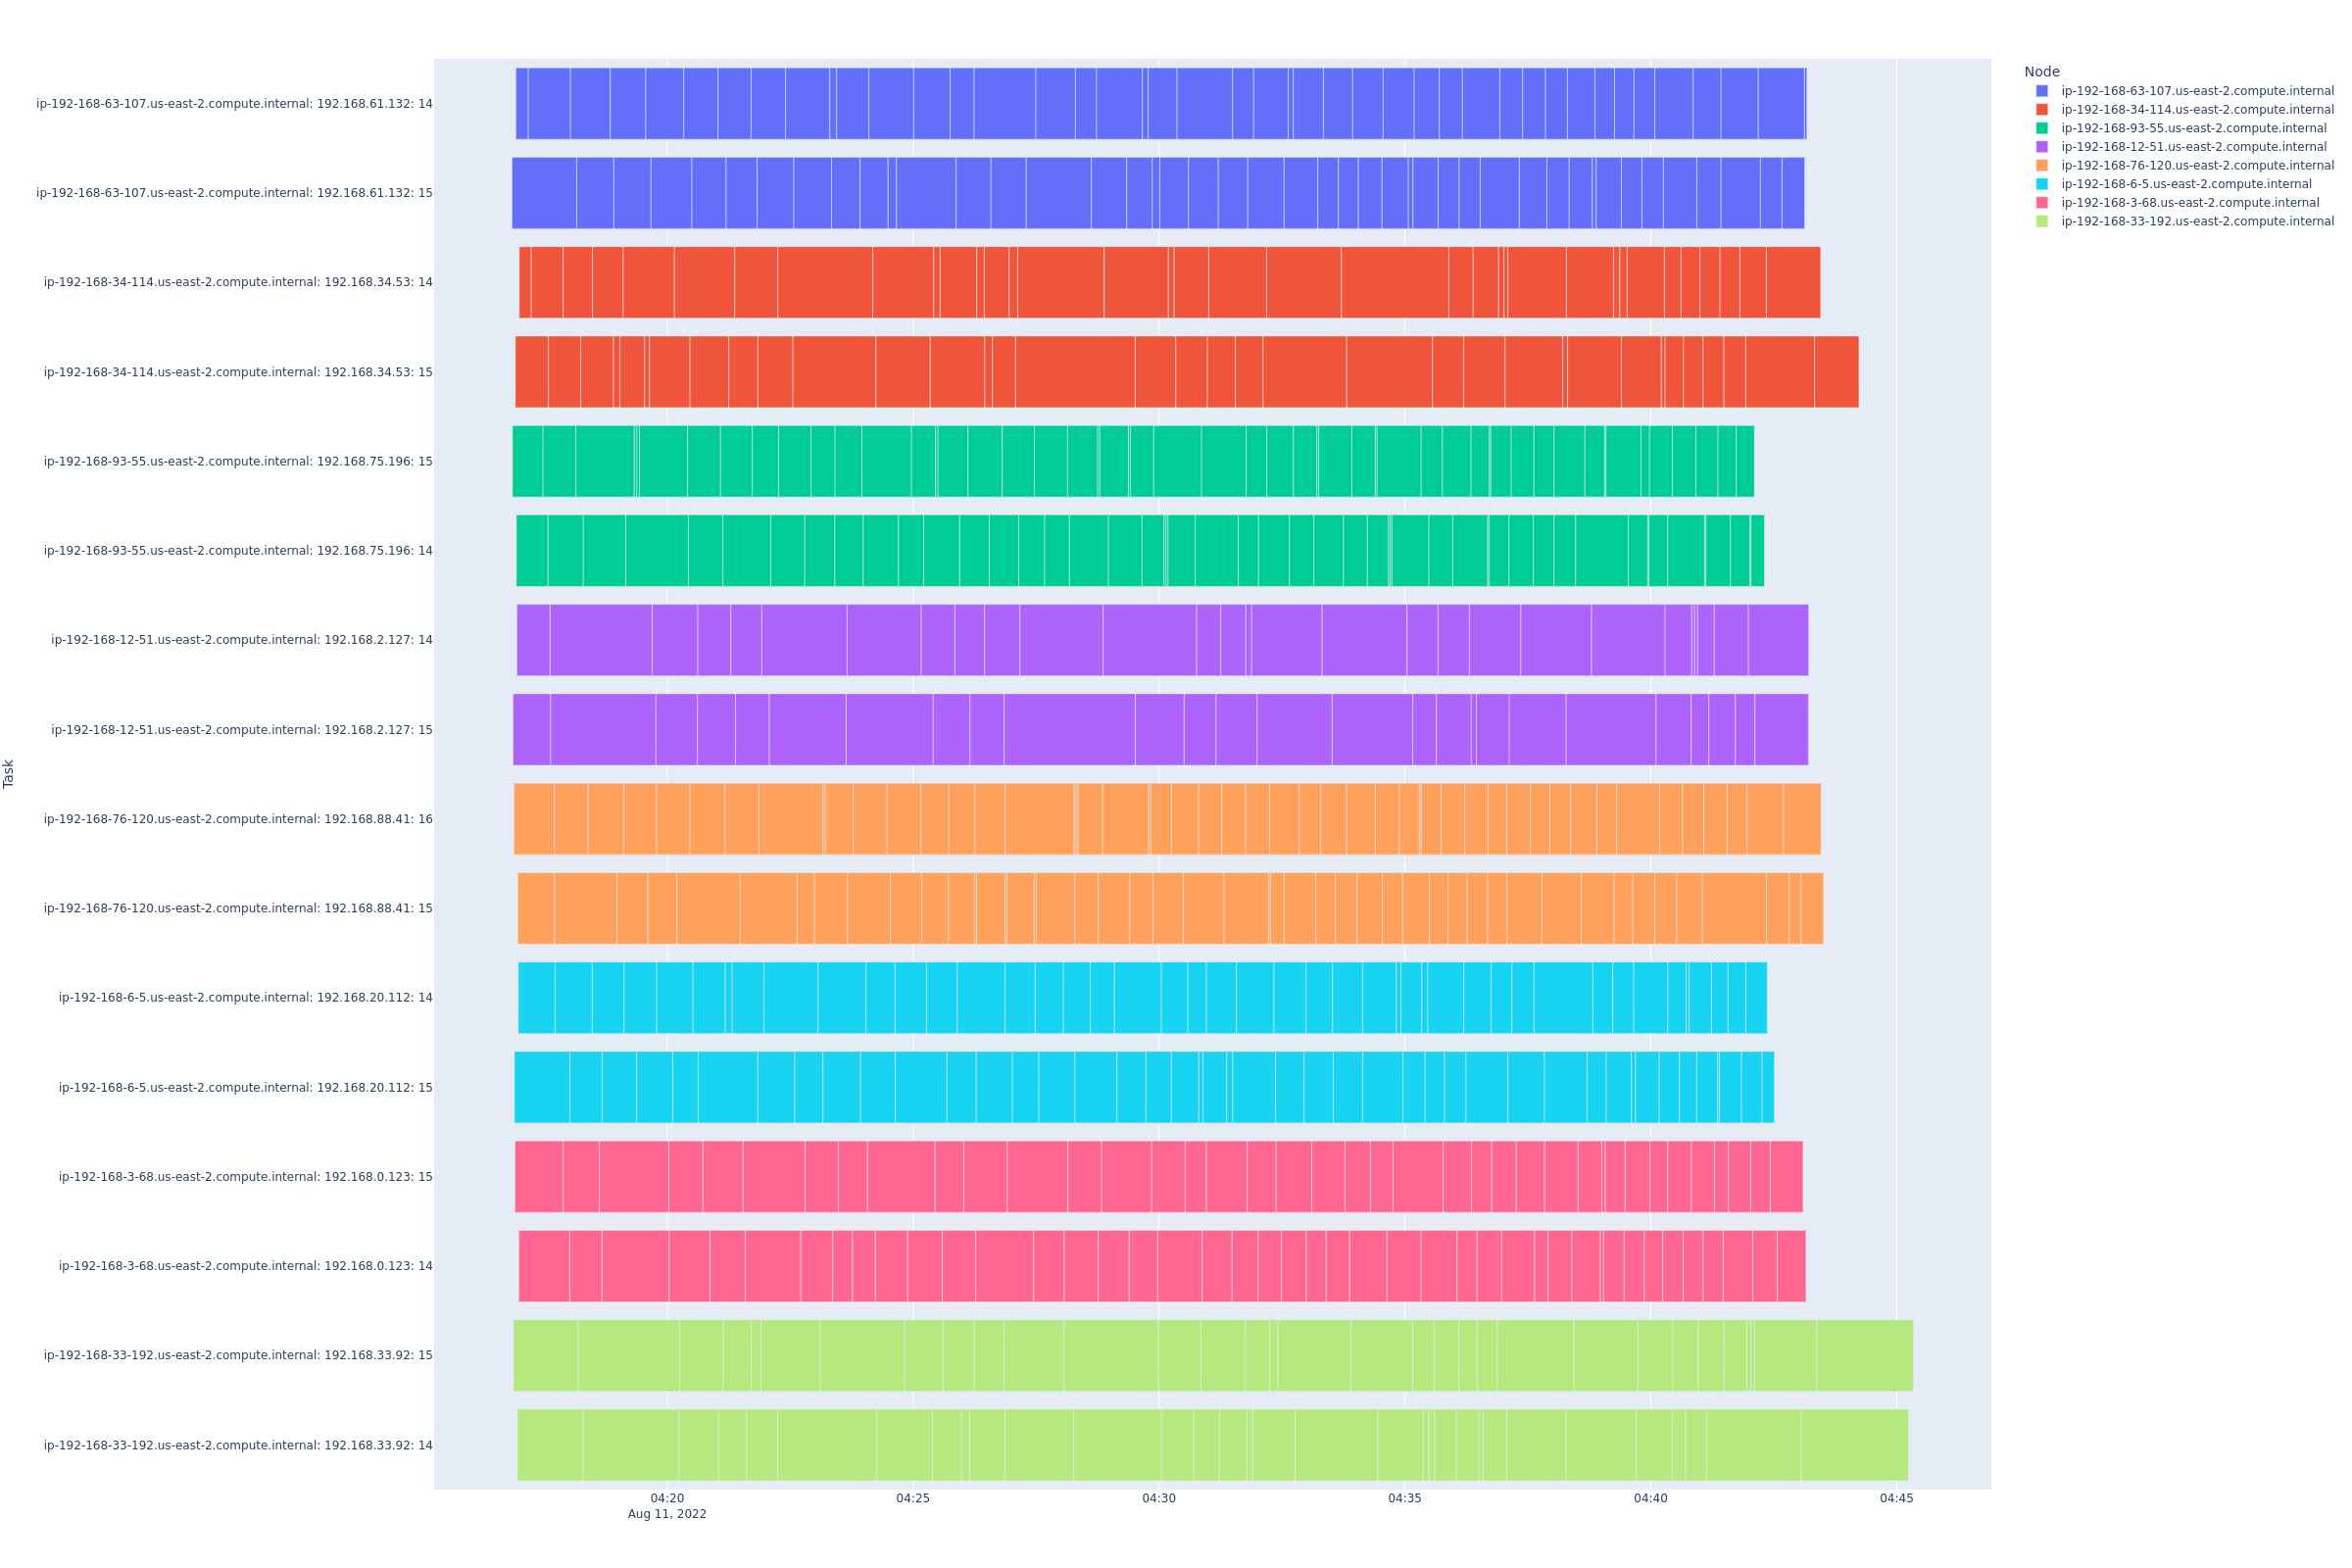 Task
ip-192-168-63-107.us-east-2.compute.internal: 192.168.61.132: 14
ip-192-168-63-107.us-east-2.compute.internal: 192.168.61.132: 15
ip-192-168-34-114.us-east-2.compute.internal: 192.168.34.53: 14
ip-192-168-34-114.us-east-2.compute.internal: 192.168.34.53: 15
ip-192-168-93-55.us-east-2.compute.internal: 192.168.75.196: 15
ip-192-168-93-55.us-east-2.compute.internal: 192.168.75.196: 14
ip-192-168-12-51.us-east-2.compute.internal: 192.168.2.127: 14
ip-192-168-12-51.us-east-2.compute.internal: 192.168.2.127: 15
ip-192-168-76-120.us-east-2.compute.internal: 192.168.88.41: 16
ip-192-168-76-120.us-east-2.compute.internal: 192.168.88.41: 15
ip-192-168-6-5.us-east-2.compute.internal: 192.168.20.112: 14
ip-192-168-6-5.us-east-2.compute.internal: 192.168.20.112: 15
ip-192-168-3-68.us-east-2.compute.internal: 192.168.0.123: 15
ip-192-168-3-68.us-east-2.compute.internal: 192.168.0.123: 14
ip-192-168-33-192.us-east-2.compute.internal: 192.168.33.92: 15
ip-192-168-33-192.us-east-2.compute.internal: 192.168.33.92: 14
04:20 04:25 04:30 04:35 04:40 04:45
Aug 11, 2022
Node
ip-192-168-63-107.us-east-2.compute.internal
ip-192-168-34-114.us-east-2.compute.internal
ip-192-168-93-55.us-east-2.compute.internal
ip-192-168-12-51.us-east-2.compute.internal
ip-192-168-76-120.us-east-2.compute.internal
ip-192-168-6-5.us-east-2.compute.internal
ip-192-168-3-68.us-east-2.compute.internal
ip-192-168-33-192.us-east-2.compute.internal